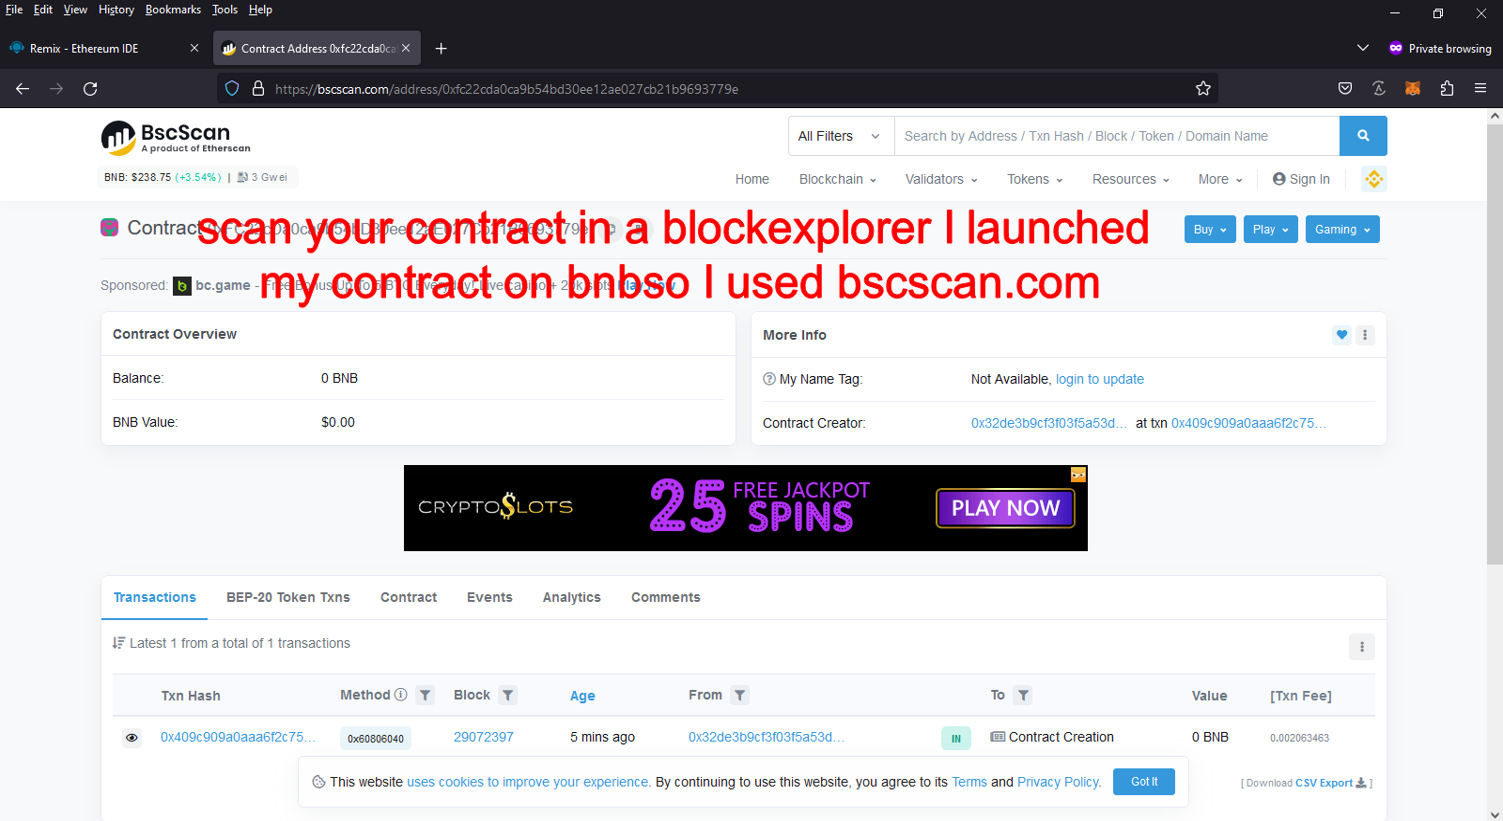 File Edit View History Bookmarks Tools Help
Remix - Ethereum IDE
Contract Address 0xfc22cda0ca
Private browsing
https://bscscan.com/address/0xfc22cda0ca9b54bd30ee12ae027cb21b9693779e
BscScan
A product of Etherscan
All Filters
Search by Address / Txn Hash / Block / Token / Domain Name
BNB: $238.75 (+3.54%) | 3 Gwei
Home Blockchain Validators Tokens Resources More Sign In
Contract
scan your contract in a blockexplorer I launched
my contract on bnbso I used bscscan.com
Buy Play Gaming
Sponsored: bc.game -
Contract Overview
Balance: 0 BNB
BNB Value: $0.00
More Info
My Name Tag: Not Available, login to update
Contract Creator: 0x32de3b9cf3f03f5a53d... at txn 0x409c909a0aaa6f2c75...
CRYPTO$LOTS 25 FREE JACKPOT SPINS PLAY NOW
Transactions BEP-20 Token Txns Contract Events Analytics Comments
Latest 1 from a total of 1 transactions
Txn Hash Method Block Age From To Value [Txn Fee]
0x409c909a0aaa6f2c75... 0x60806040 29072397 5 mins ago 0x32de3b9cf3f03f5a53d... IN Contract Creation 0 BNB 0.002063463
This website uses cookies to improve your experience. By continuing to use this website, you agree to its Terms and Privacy Policy. Got It
[ Download CSV Export ]